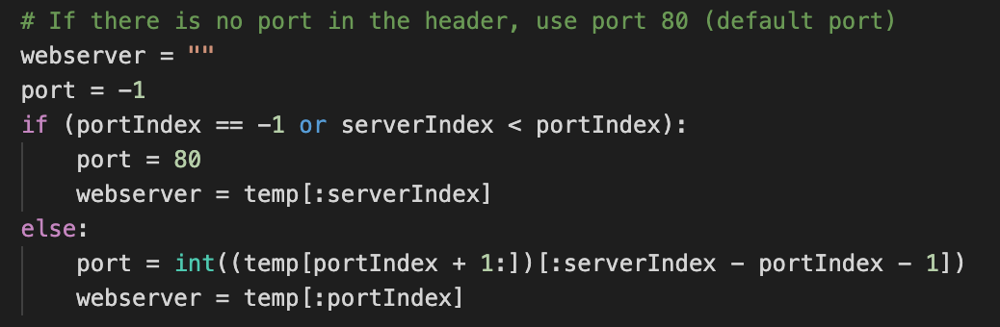 # If there is no port in the header, use port 80 (default port)
webserver = ""
port = -1
if (portIndex == -1 or serverIndex < portIndex):
    port = 80
    webserver = temp[:serverIndex]
else:
    port = int((temp[portIndex + 1:])[:serverIndex - portIndex - 1])
    webserver = temp[:portIndex]